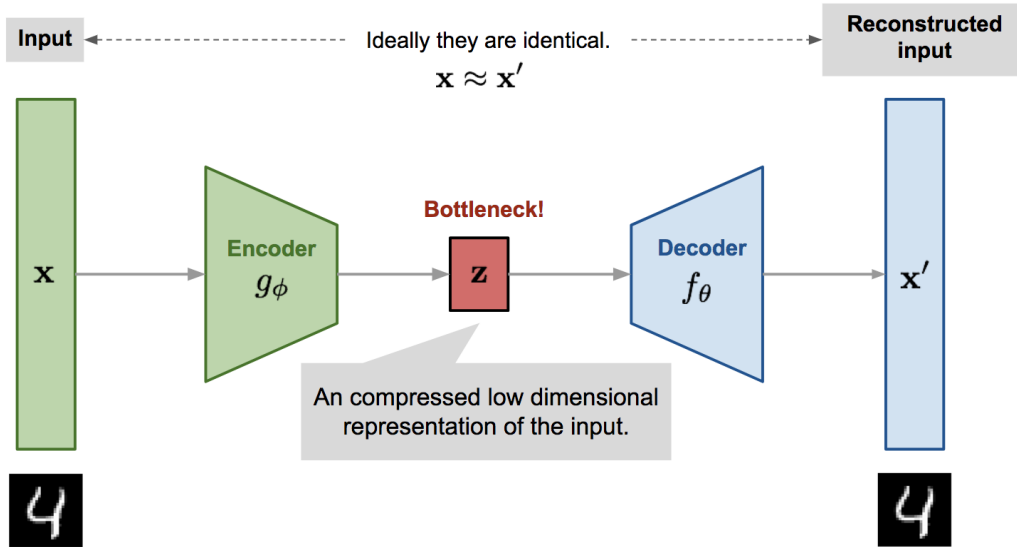 Input
Ideally they are identical.
x ≈ x′
Reconstructed
input
Bottleneck!
x
Encoder
gϕ
z
Decoder
fθ
x′
An compressed low dimensional
representation of the input.
4
4